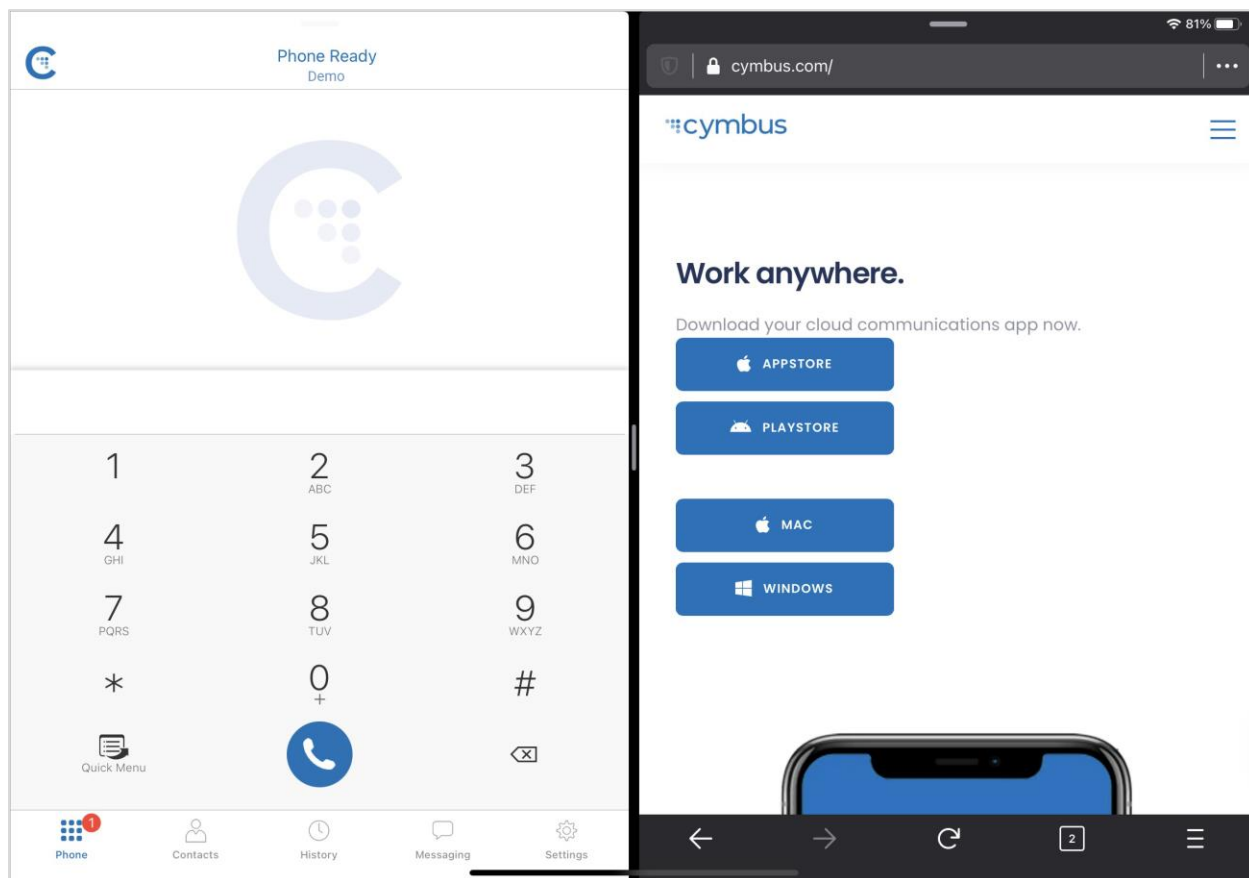 Phone Ready
Demo
1
2
ABC
3
DEF
4
GHI
5
JKL
6
MNO
7
PQRS
8
TUV
9
WXYZ
*
0
+
#
Quick Menu
1
Phone
Contacts
History
Messaging
Settings
81%
cymbus.com/
cymbus
Work anywhere.
Download your cloud communications app now.
APPSTORE
PLAYSTORE
MAC
WINDOWS
2